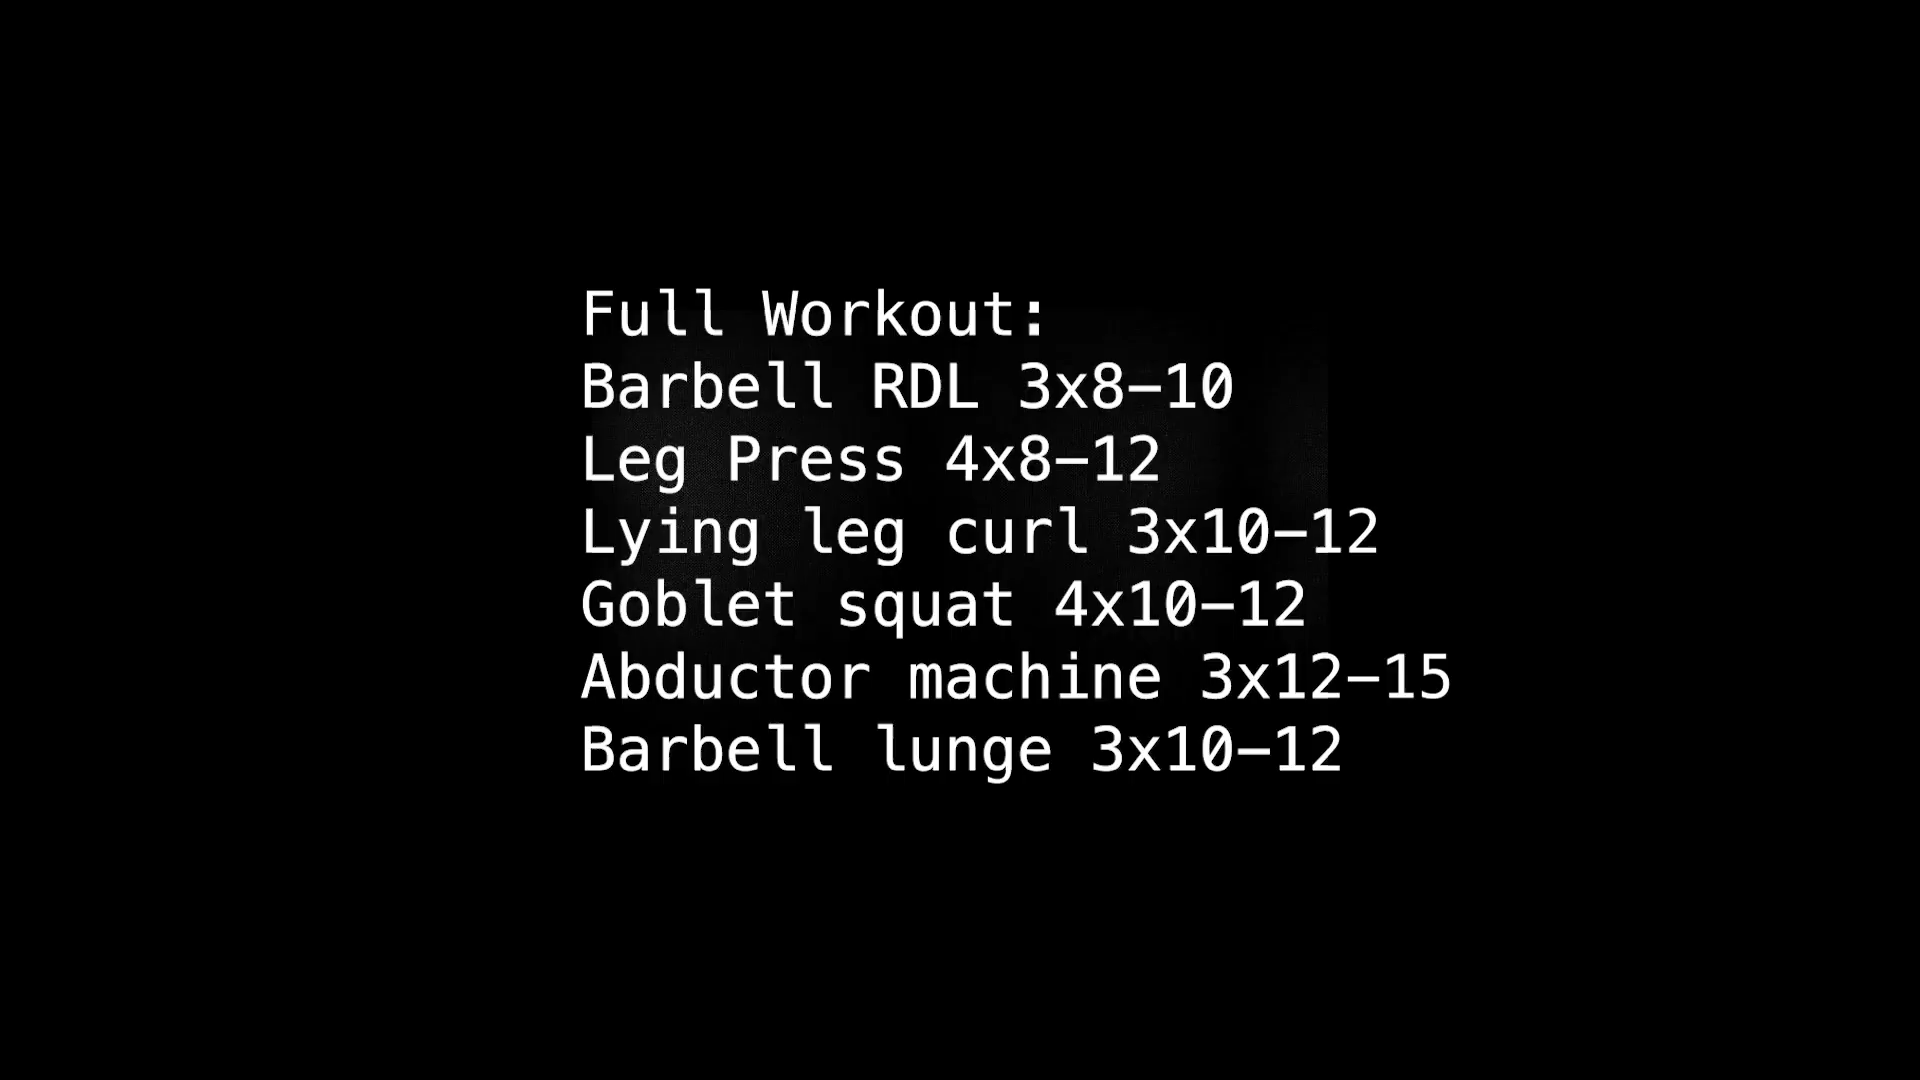 Full Workout:
Barbell RDL 3x8-10
Leg Press 4x8-12
Lying leg curl 3x10-12
Goblet squat 4x10-12
Abductor machine 3x12-15
Barbell lunge 3x10-12